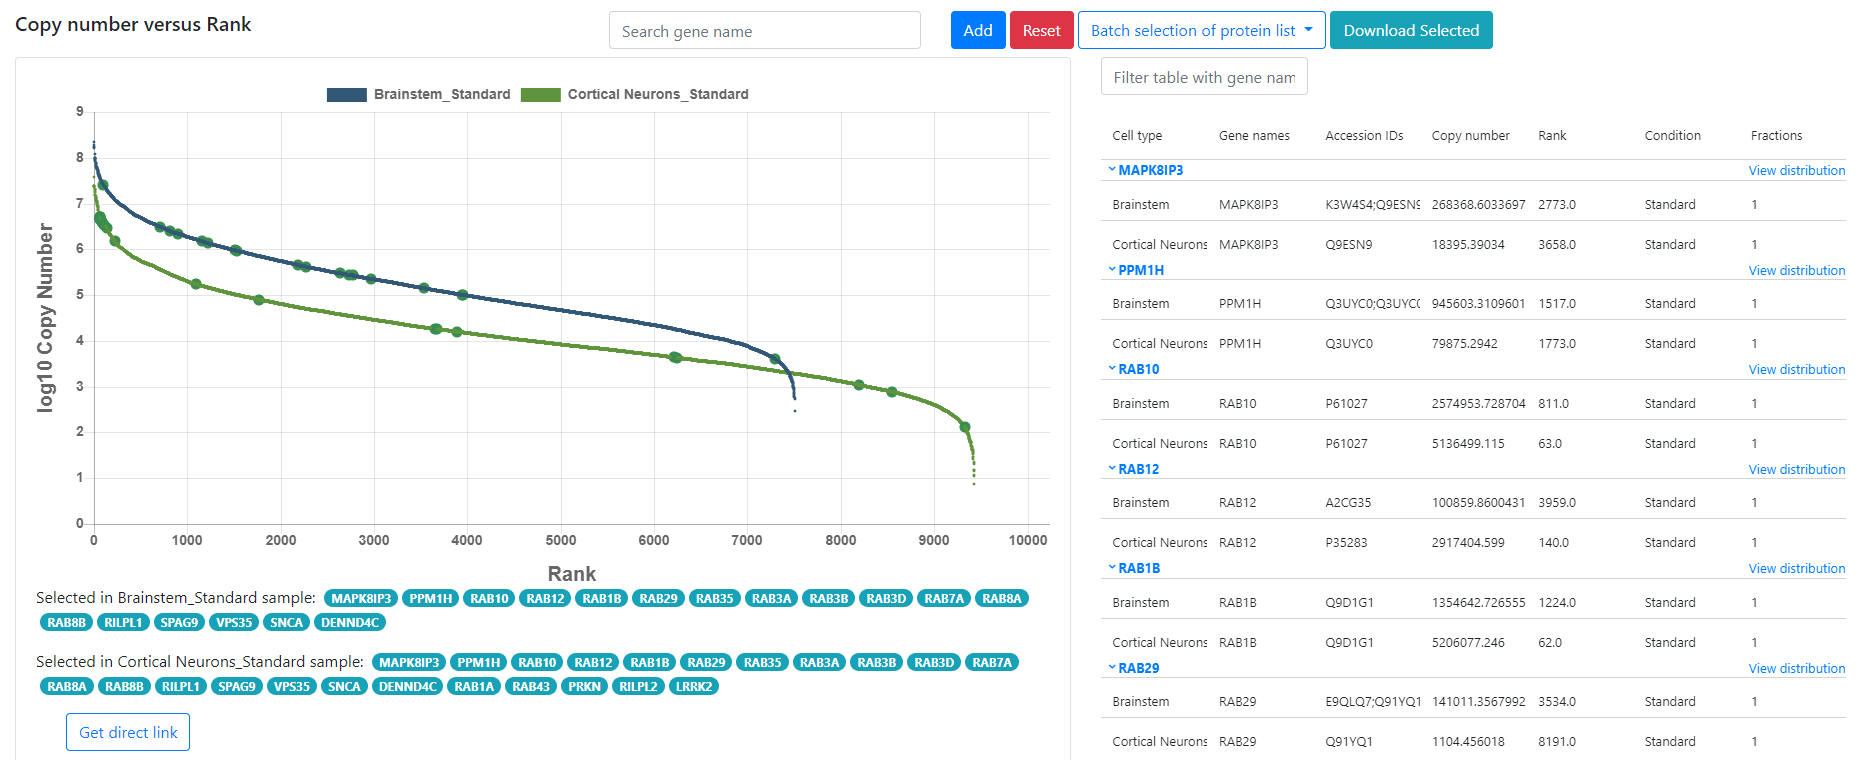 Copy number versus Rank
Search gene name
Add
Reset
Batch selection of protein list
Download Selected
Brainstem_Standard
Cortical Neurons_Standard
9
8
7
6
5
4
3
2
1
0
log10 Copy Number
0 1000 2000 3000 4000 5000 6000 7000 8000 9000 10000
Rank
Selected in Brainstem_Standard sample: MAPK8IP3 PPM1H RAB10 RAB12 RAB1B RAB29 RAB35 RAB3A RAB3B RAB3D RAB7A RAB8A
RAB8B RILPL1 SPAG9 VPS35 SNCA DENND4C
Selected in Cortical Neurons_Standard sample: MAPK8IP3 PPM1H RAB10 RAB12 RAB1B RAB29 RAB35 RAB3A RAB3B RAB3D RAB7A
RAB8A RAB8B RILPL1 SPAG9 VPS35 SNCA DENND4C RAB1A RAB43 PRKN RILPL2 LRRK2
Get direct link
Filter table with gene nam
Cell type Gene names Accession IDs Copy number Rank Condition Fractions
MAPK8IP3 View distribution
Brainstem MAPK8IP3 K3W4S4;Q9ESN9 268368.6033697 2773.0 Standard 1
Cortical Neurons MAPK8IP3 Q9ESN9 18395.39034 3658.0 Standard 1
PPM1H View distribution
Brainstem PPM1H Q3UYC0;Q3UYC0 945603.3109601 1517.0 Standard 1
Cortical Neurons PPM1H Q3UYC0 79875.2942 1773.0 Standard 1
RAB10 View distribution
Brainstem RAB10 P61027 2574953.728704 811.0 Standard 1
Cortical Neurons RAB10 P61027 5136499.115 63.0 Standard 1
RAB12 View distribution
Brainstem RAB12 A2CG35 100859.8600431 3959.0 Standard 1
Cortical Neurons RAB12 P35283 2917404.599 140.0 Standard 1
RAB1B View distribution
Brainstem RAB1B Q9D1G1 1354642.726555 1224.0 Standard 1
Cortical Neurons RAB1B Q9D1G1 5206077.246 62.0 Standard 1
RAB29 View distribution
Brainstem RAB29 E9QLQ7;Q91YQ1 141011.3567992 3534.0 Standard 1
Cortical Neurons RAB29 Q91YQ1 1104.456018 8191.0 Standard 1